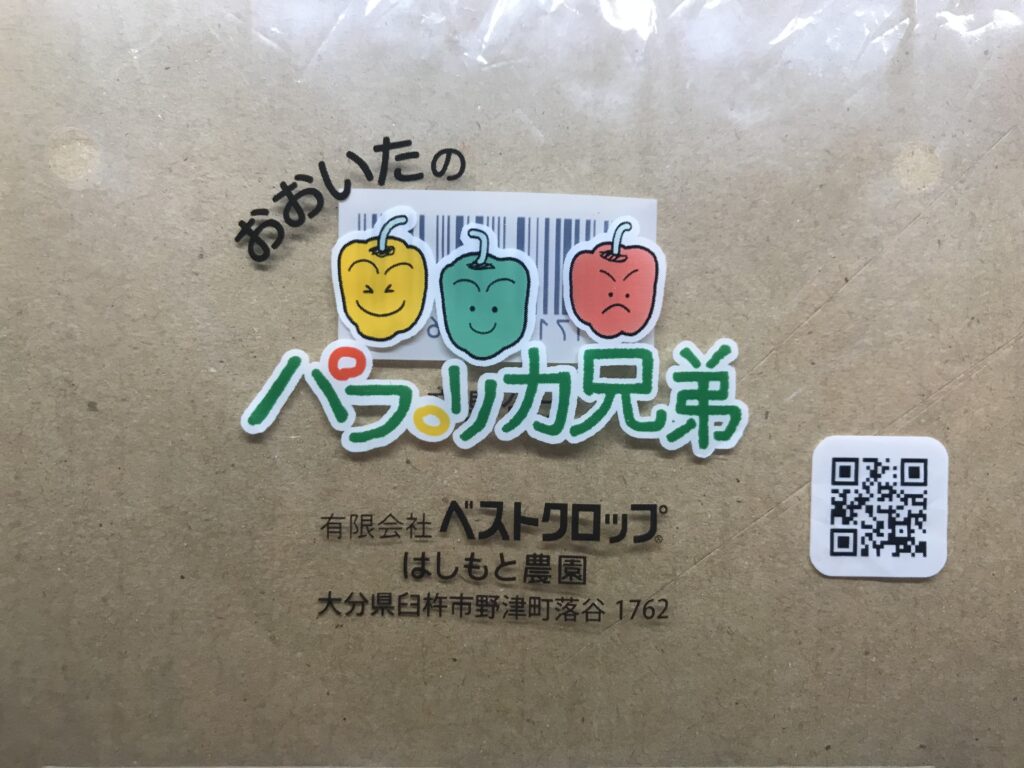 おおいたの
パプリカ兄弟
有限会社 ベストクロップ®
はしもと農園
大分県臼杵市野津町落谷 1762